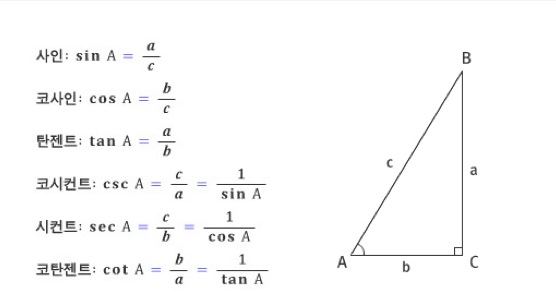 사인: sin A = a/c
코사인: cos A = b/c
탄젠트: tan A = a/b
코시컨트: csc A = c/a = 1/sin A
시컨트: sec A = c/b = 1/cos A
코탄젠트: cot A = b/a = 1/tan A
B
c
a
A
b
C